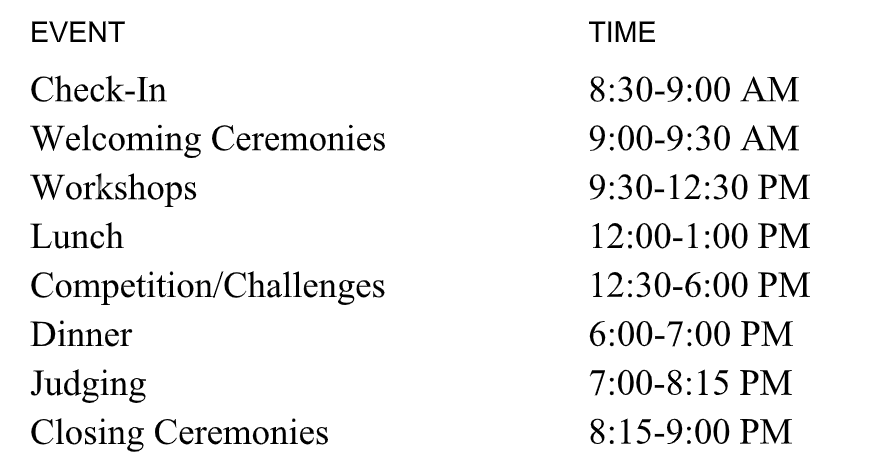 EVENT TIME
Check-In 8:30-9:00 AM
Welcoming Ceremonies 9:00-9:30 AM
Workshops 9:30-12:30 PM
Lunch 12:00-1:00 PM
Competition/Challenges 12:30-6:00 PM
Dinner 6:00-7:00 PM
Judging 7:00-8:15 PM
Closing Ceremonies 8:15-9:00 PM